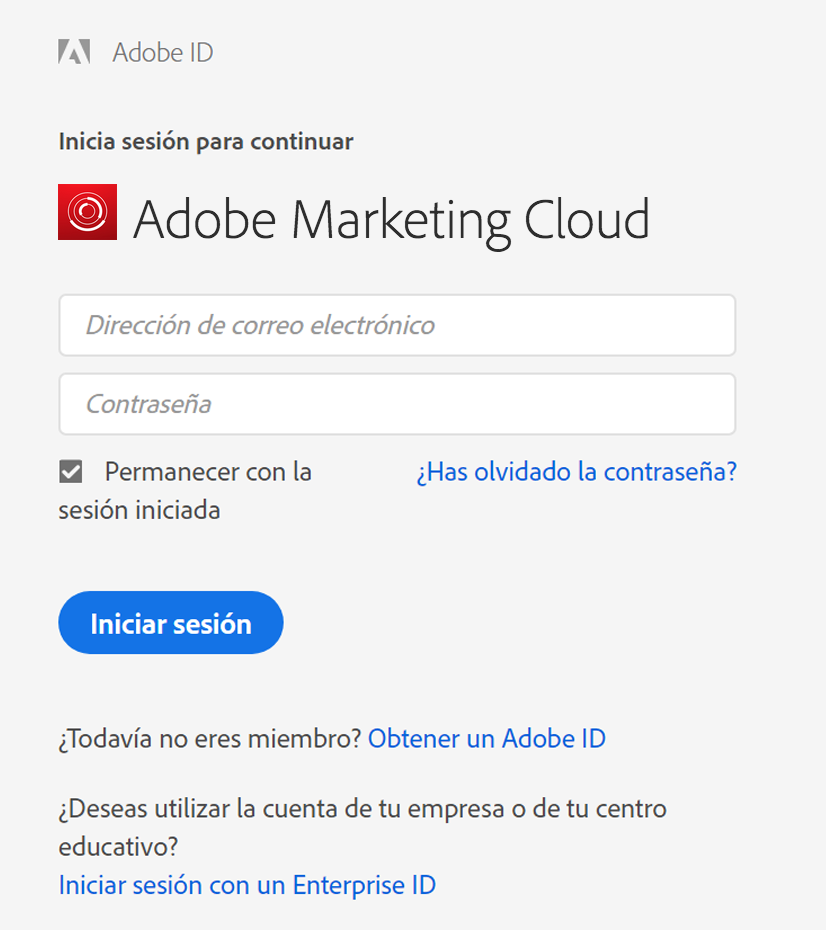 Adobe ID
Inicia sesión para continuar
Adobe Marketing Cloud
Dirección de correo electrónico
Contraseña
Permanecer con la sesión iniciada
¿Has olvidado la contraseña?
Iniciar sesión
¿Todavía no eres miembro? Obtener un Adobe ID
¿Deseas utilizar la cuenta de tu empresa o de tu centro
educativo?
Iniciar sesión con un Enterprise ID